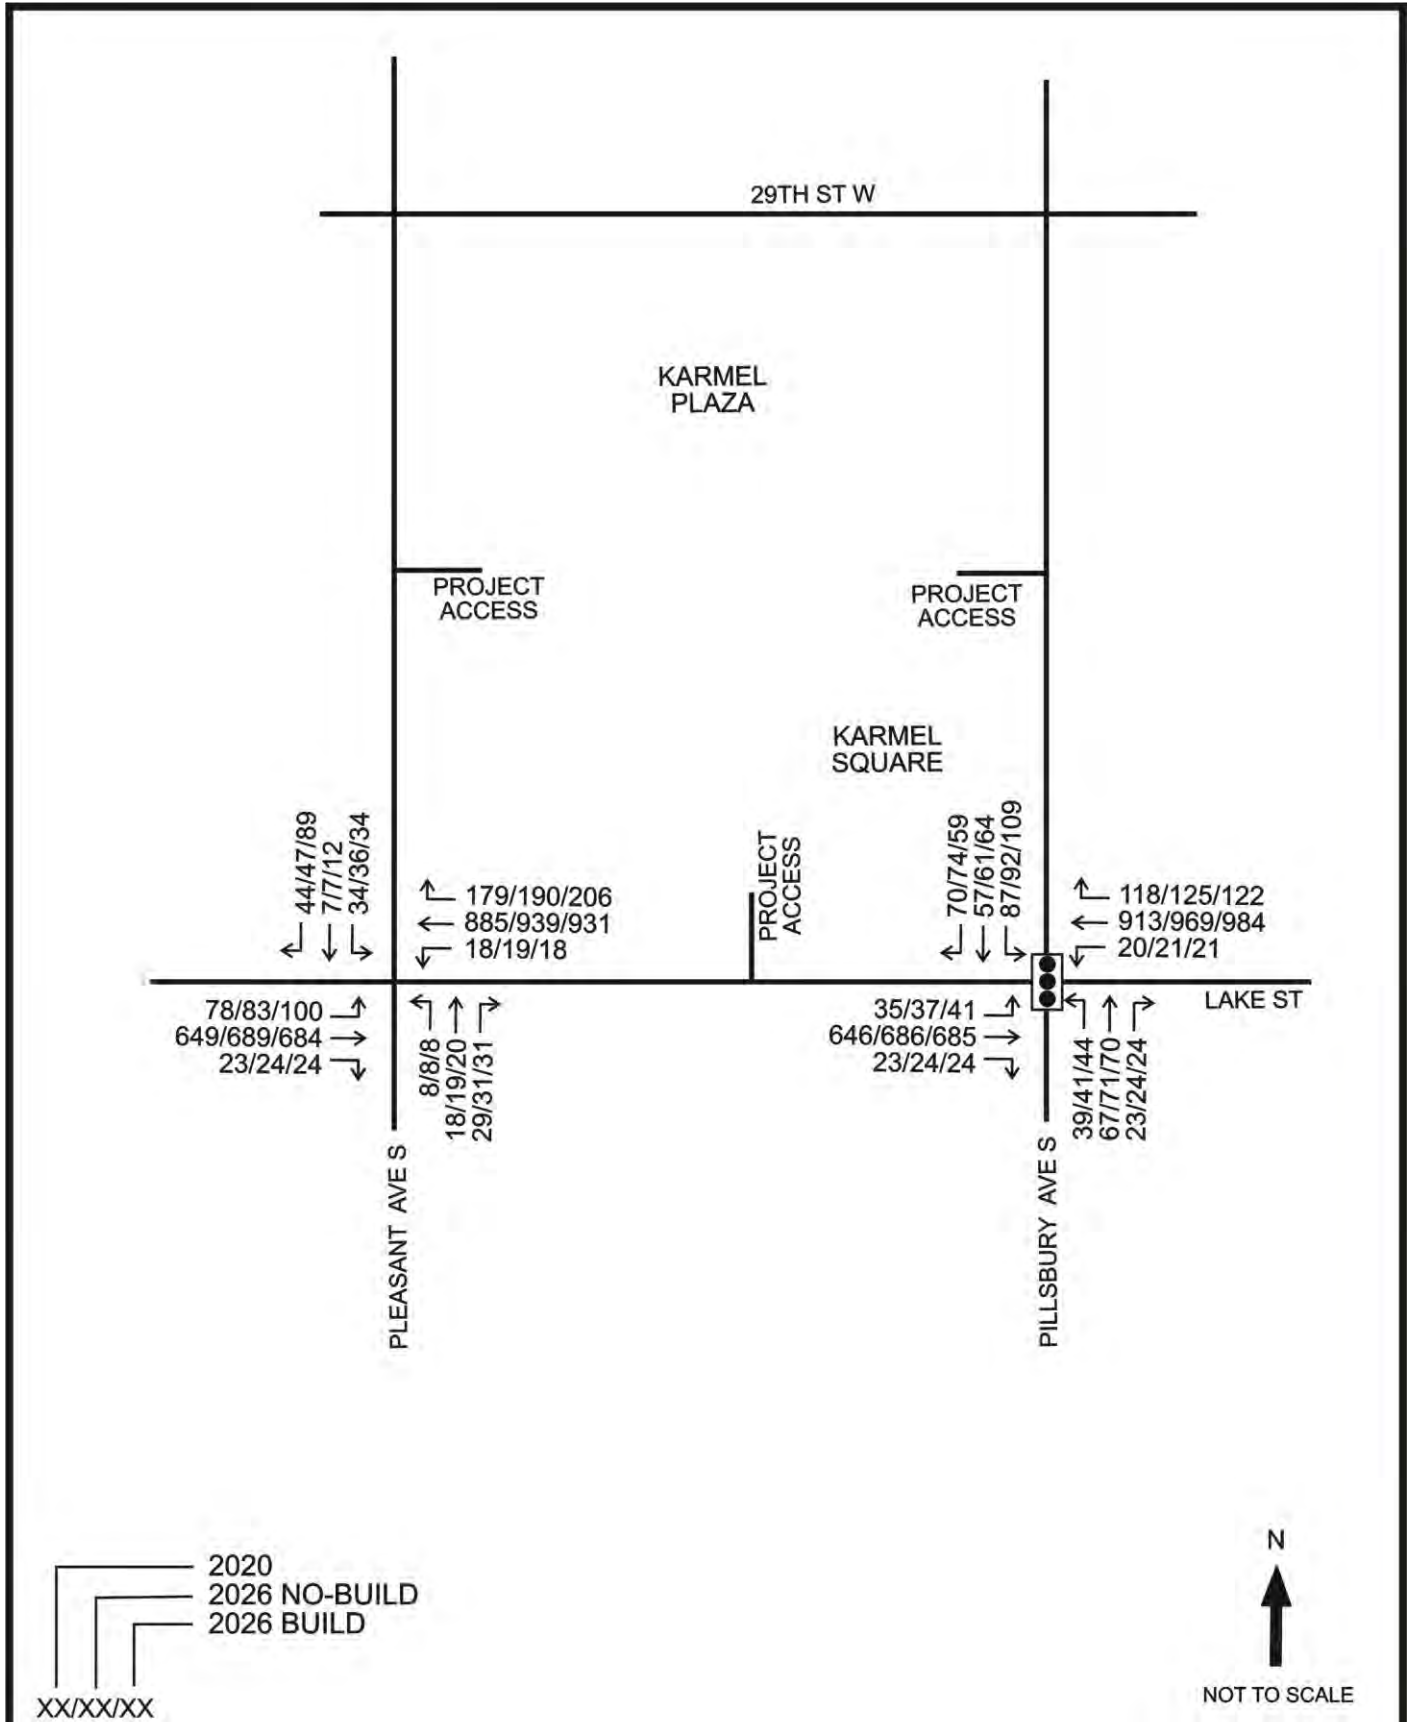 29TH ST W
KARMEL
PLAZA
PROJECT
ACCESS
PROJECT
ACCESS
KARMEL
SQUARE
PROJECT
ACCESS
44/47/89
7/7/12
34/36/34
179/190/206
885/939/931
18/19/18
70/74/59
57/61/64
87/92/109
118/125/122
913/969/984
20/21/21
LAKE ST
78/83/100
649/689/684
23/24/24
8/8/8
18/19/20
29/31/31
35/37/41
646/686/685
23/24/24
39/41/44
67/71/70
23/24/24
PLEASANT AVE S
PILLSBURY AVE S
2020
2026 NO-BUILD
2026 BUILD
XX/XX/XX
N
NOT TO SCALE